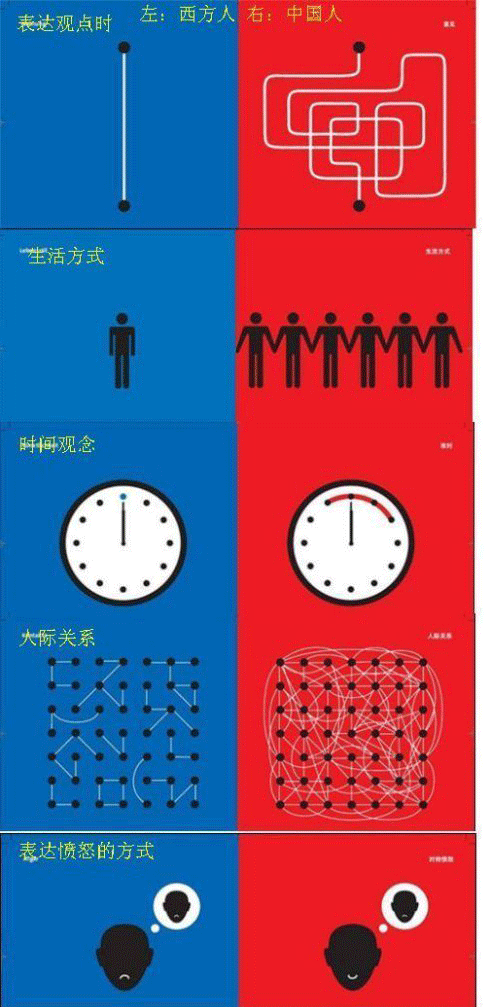 左：西方人 右：中国人
表达观点时
意见
生活方式
生活方式
时间观念
准时
人际关系
人际关系
表达愤怒的方式
对待愤怒